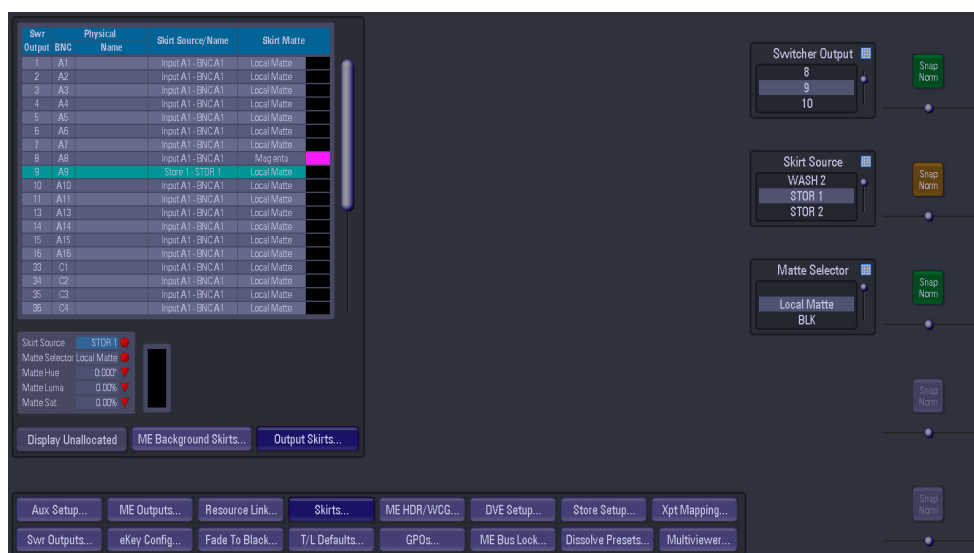 Swr Output BNC Physical Name Skirt Source/Name Skirt Matte
1 A1 Input A1 - BNC A1 Local Matte
2 A2 Input A1 - BNC A1 Local Matte
3 A3 Input A1 - BNC A1 Local Matte
4 A4 Input A1 - BNC A1 Local Matte
5 A5 Input A1 - BNC A1 Local Matte
6 A6 Input A1 - BNC A1 Local Matte
7 A7 Input A1 - BNC A1 Local Matte
8 A8 Input A1 - BNC A1 Magenta
9 A9 Store 1 - STOR 1 Local Matte
10 A10 Input A1 - BNC A1 Local Matte
11 A11 Input A1 - BNC A1 Local Matte
13 A13 Input A1 - BNC A1 Local Matte
14 A14 Input A1 - BNC A1 Local Matte
15 A15 Input A1 - BNC A1 Local Matte
16 A16 Input A1 - BNC A1 Local Matte
33 C1 Input A1 - BNC A1 Local Matte
34 C2 Input A1 - BNC A1 Local Matte
35 C3 Input A1 - BNC A1 Local Matte
36 C4 Input A1 - BNC A1 Local Matte
Skirt Source STOR 1
Matte Selector Local Matte
Matte Hue 0:000°
Matte Luma 0.00%
Matte Sat 0.00%
Display Unallocated ME Background Skirts... Output Skirts...
Switcher Output
8
9
10
Snap Norm
Skirt Source
WASH 2
STOR 1
STOR 2
Snap Norm
Matte Selector
Local Matte
BLK
Snap Norm
Snap Norm
Snap Norm
Aux Setup... ME Outputs... Resource Link... Skirts... ME HDR/WCG... DVE Setup... Store Setup... Xpt Mapping...
Swr Outputs... eKey Config... Fade To Black... T/L Defaults... GPOs... ME Bus Lock... Dissolve Presets... Multiviewer...